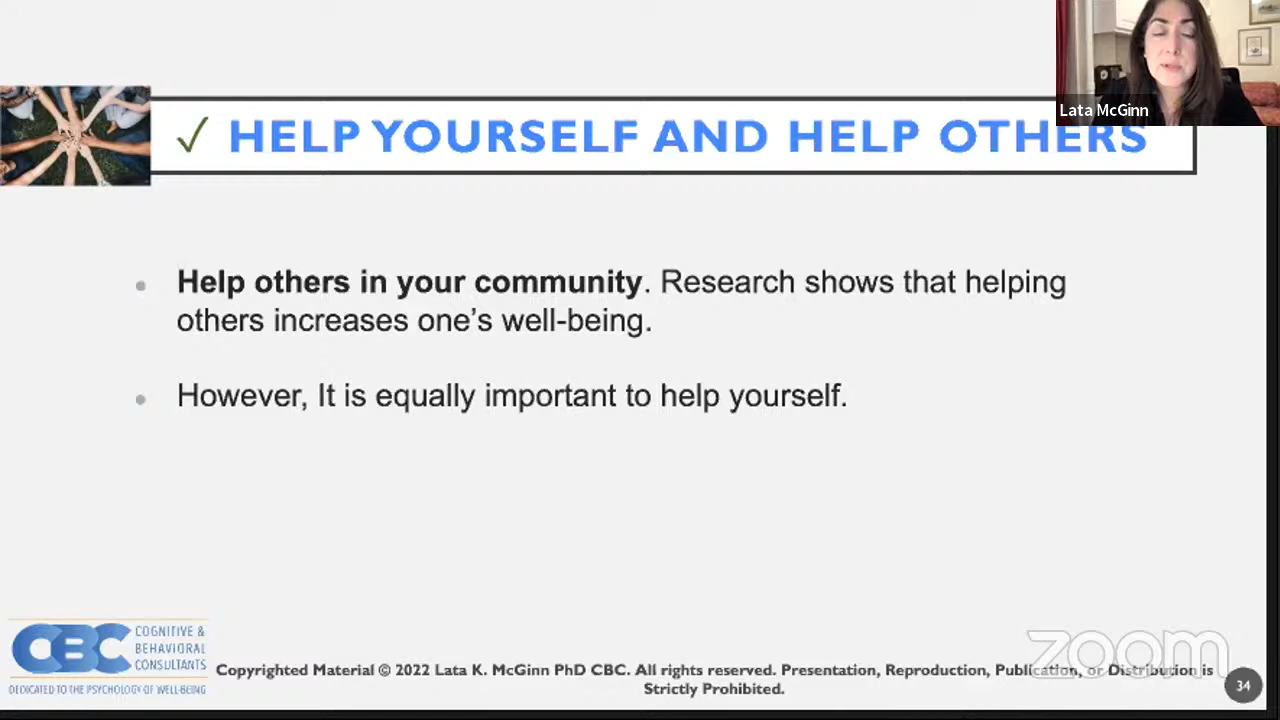 Lata McGinn
✓ HELP YOURSELF AND HELP OTHERS
Help others in your community. Research shows that helping
others increases one's well-being.
However, It is equally important to help yourself.
CBC
COGNITIVE &
BEHAVIORAL
CONSULTANTS
DEDICATED TO THE PSYCHOLOGY OF WELL-BEING
Copyrighted Material © 2022 Lata K. McGinn PhD CBC. All rights reserved. Presentation, Reproduction, Publication, or Distribution is
Strictly Prohibited.
zoom
34